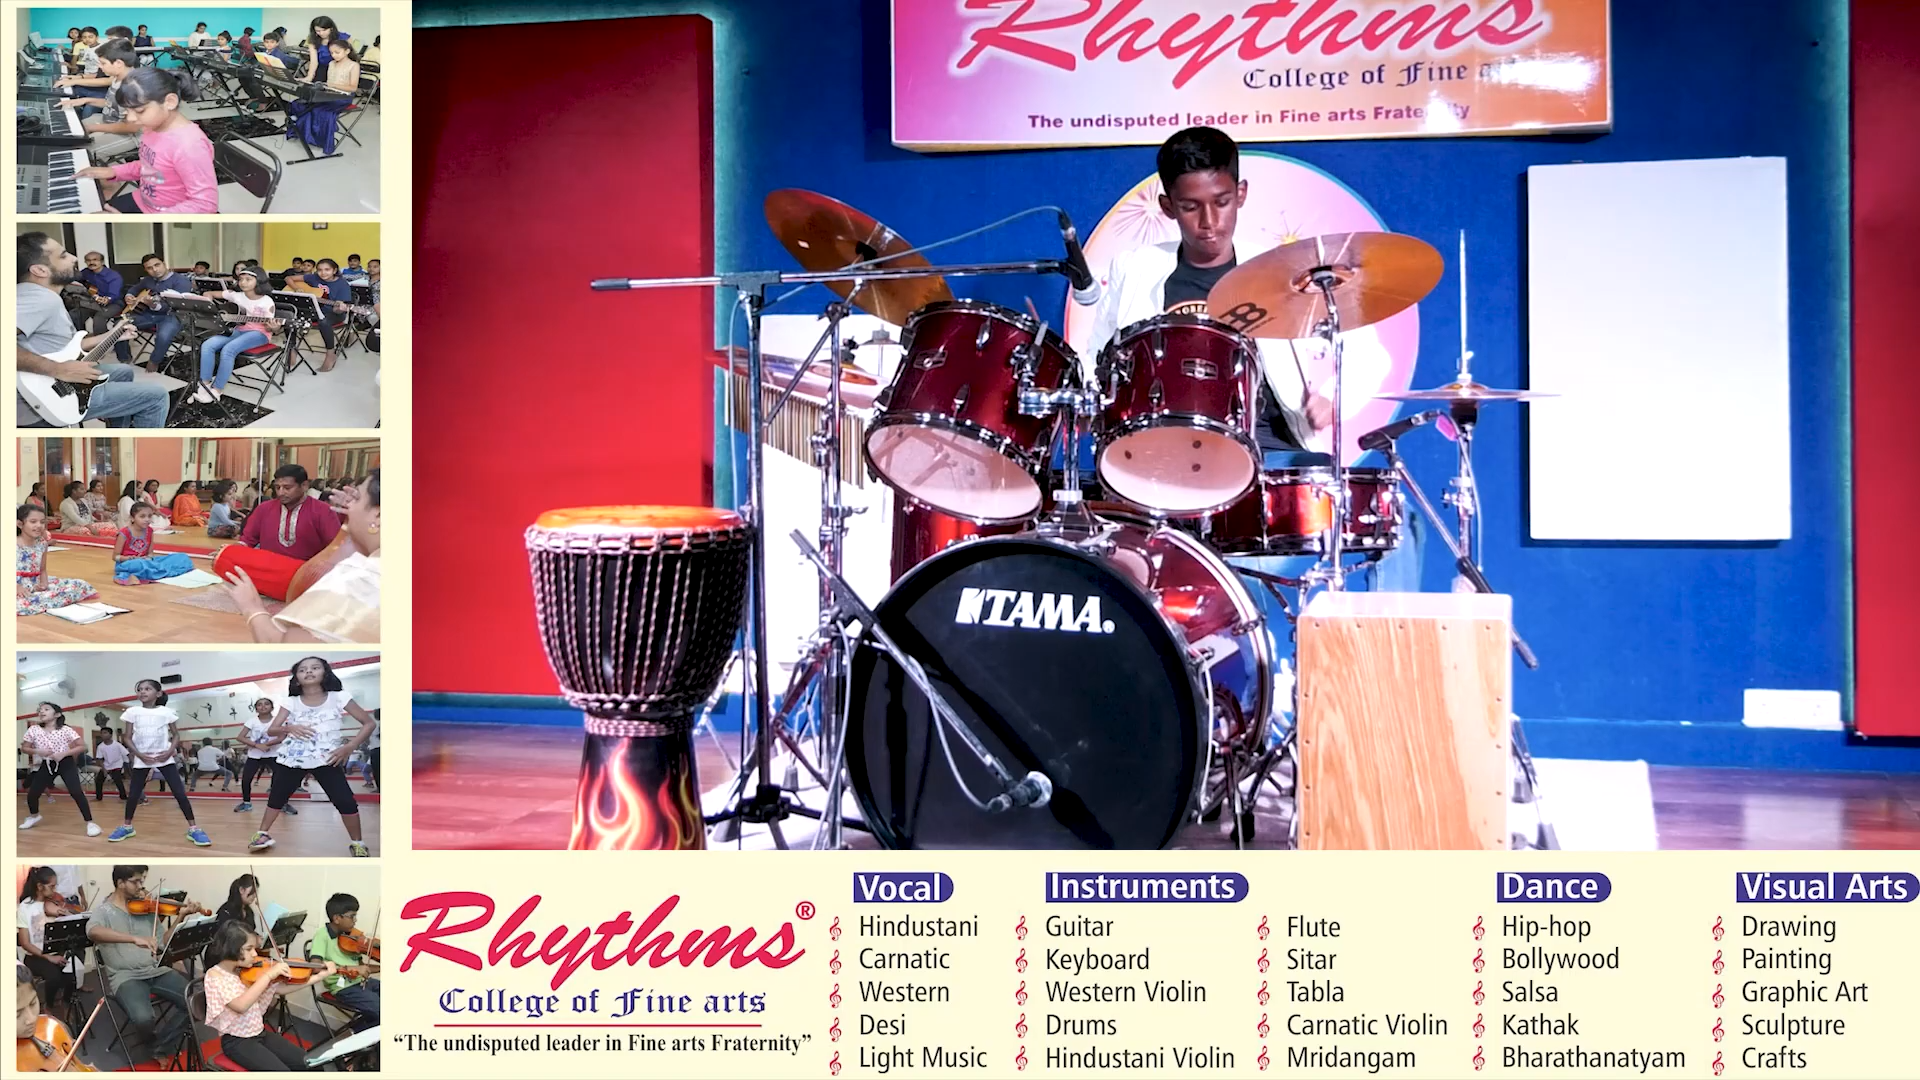 Rhythms
College of Fine
The undisputed leader in Fine arts Fraternity
TAMA
Rhythms®
College of Fine arts
“The undisputed leader in Fine arts Fraternity”
Vocal
Hindustani
Carnatic
Western
Desi
Light Music
Instruments
Guitar
Keyboard
Western Violin
Drums
Hindustani Violin
Flute
Sitar
Tabla
Carnatic Violin
Mridangam
Dance
Hip-hop
Bollywood
Salsa
Kathak
Bharathanatyam
Visual Arts
Drawing
Painting
Graphic Art
Sculpture
Crafts